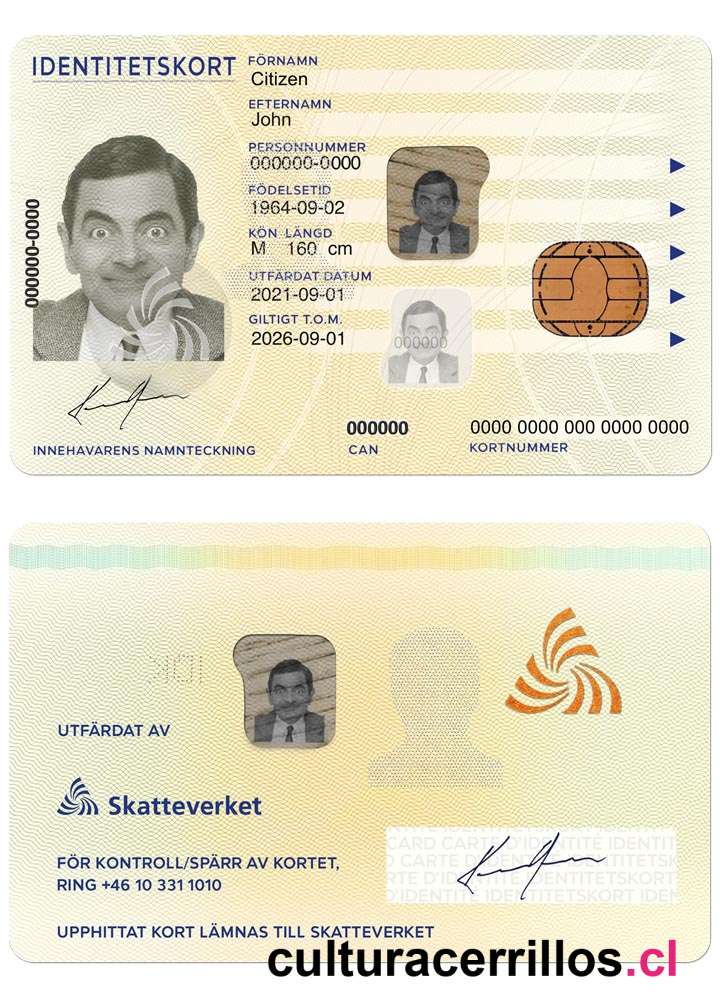 IDENTITETSKORT
FÖRNAMN
Citizen
EFTERNAMN
John
PERSONNUMMER
000000-0000
FÖDELSETID
1964-09-02
KÖN LÄNGD
M 160 cm
UTFÄRDAT DATUM
2021-09-01
GILTIGT T.O.M.
2026-09-01
000000-0000
000000
INNEHAVARENS NAMNTECKNING
000000
CAN
0000 0000 000 0000 0000
KORTNUMMER
UTFÄRDAT AV
Skatteverket
FÖR KONTROLL/SPÄRR AV KORTET,
RING +46 10 331 1010
CARD CARTE D'IDENTITÉ IDENTIT
UPPHITTAT KORT LÄMNAS TILL SKATTEVERKET
culturacerrillos.cl